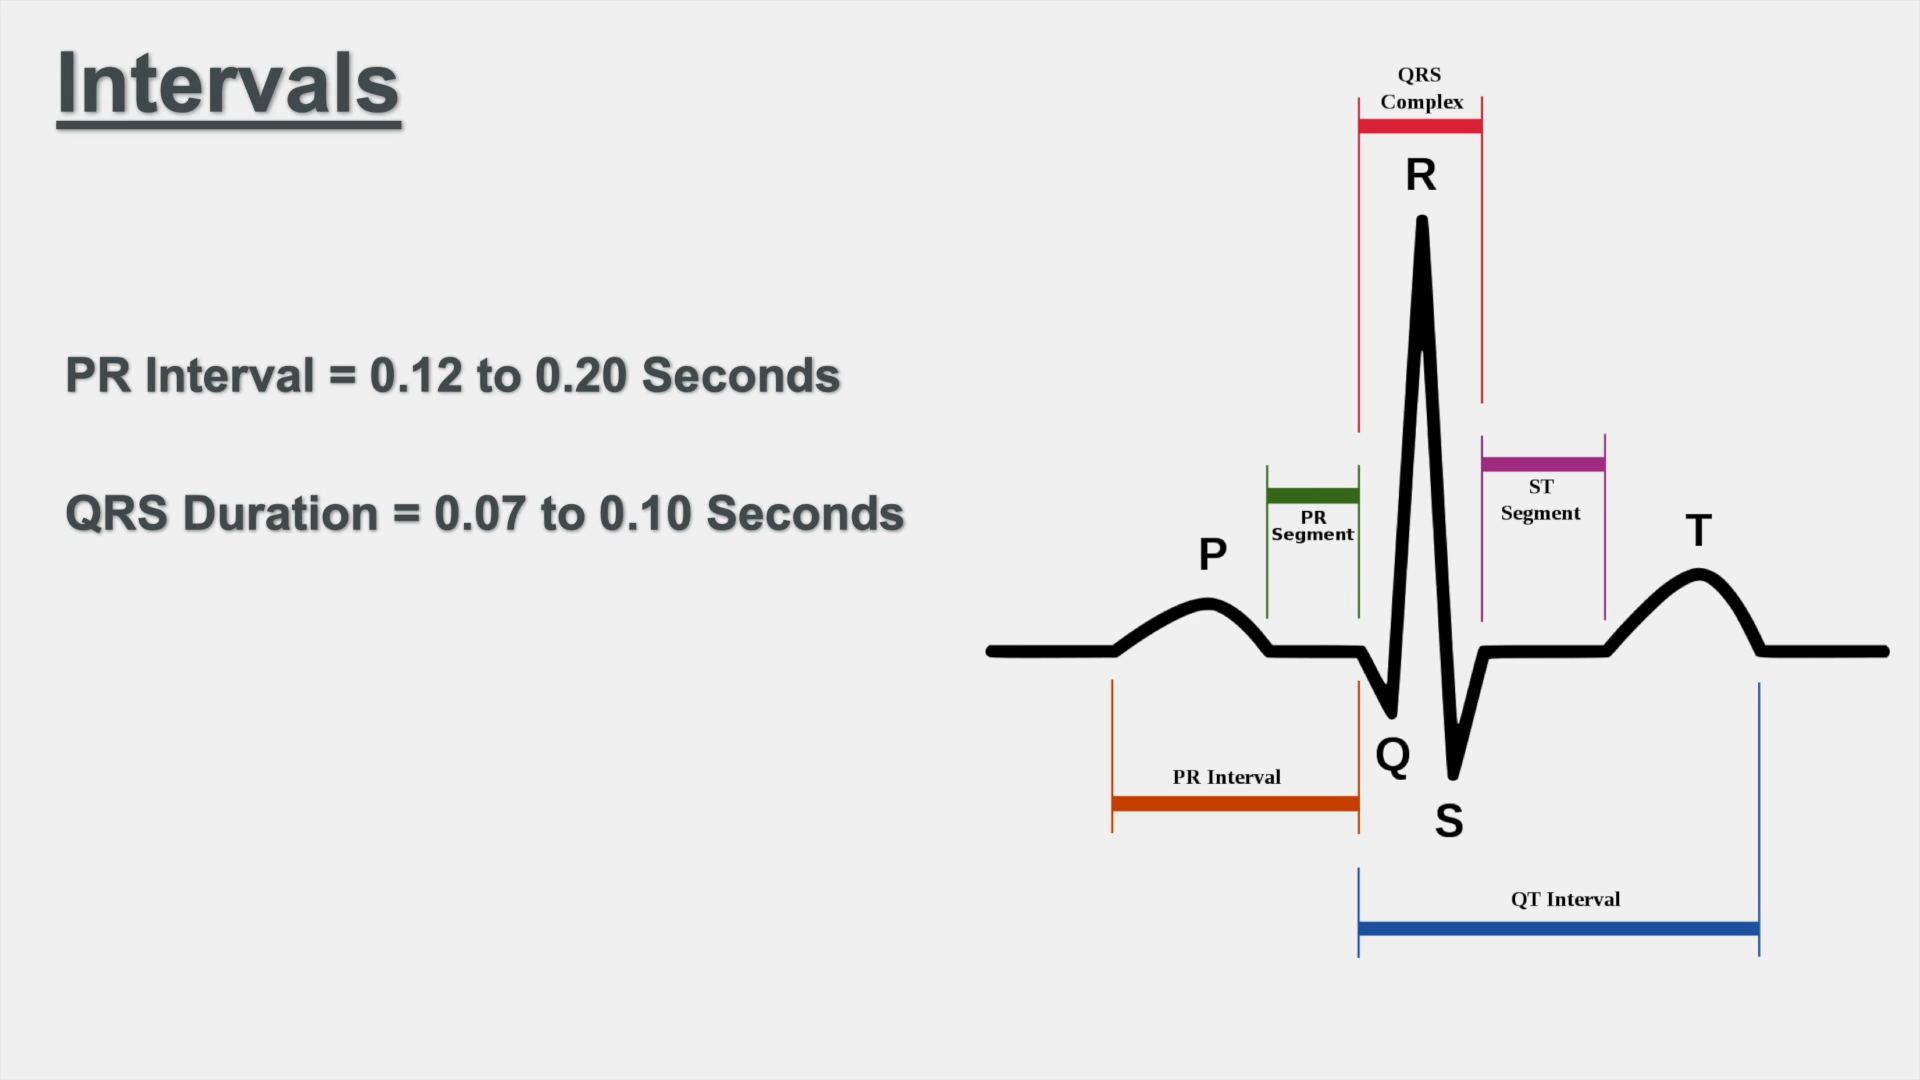 Intervals
PR Interval = 0.12 to 0.20 Seconds
QRS Duration = 0.07 to 0.10 Seconds
QRS
Complex
R
PR
Segment
ST
Segment
P
T
Q
S
PR Interval
QT Interval